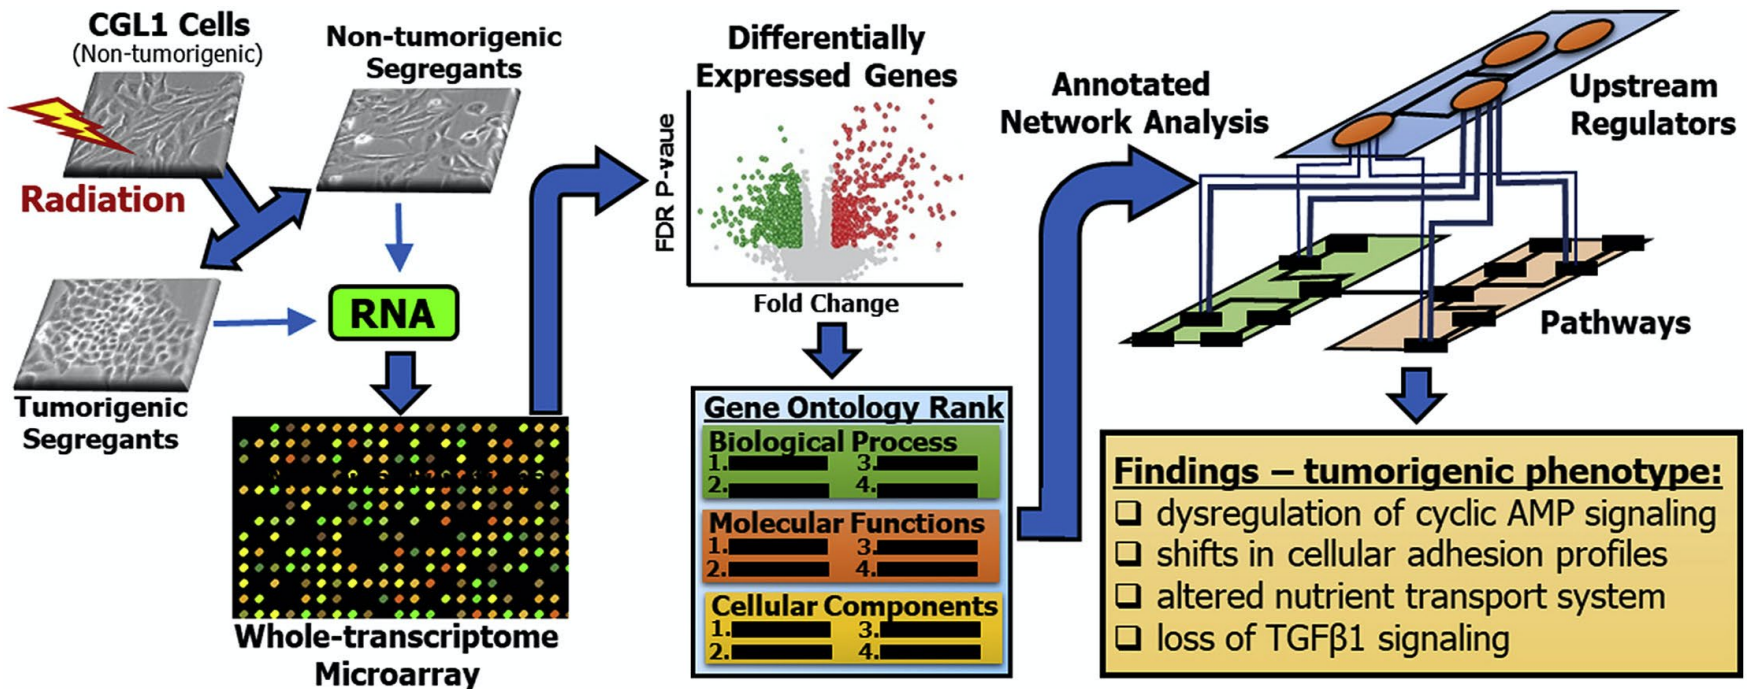 CGL1 Cells
(Non-tumorigenic)
Radiation
Non-tumorigenic
Segregants
Tumorigenic
Segregants
RNA
Whole-transcriptome
Microarray
Differentially
Expressed Genes
FDR P-vaue
Fold Change
Gene Ontology Rank
Biological Process
1. 3.
2. 4.
Molecular Functions
1. 3.
2. 4.
Cellular Components
1. 3.
2. 4.
Annotated
Network Analysis
Upstream
Regulators
Pathways
Findings – tumorigenic phenotype:
❑ dysregulation of cyclic AMP signaling
❑ shifts in cellular adhesion profiles
❑ altered nutrient transport system
❑ loss of TGFβ1 signaling